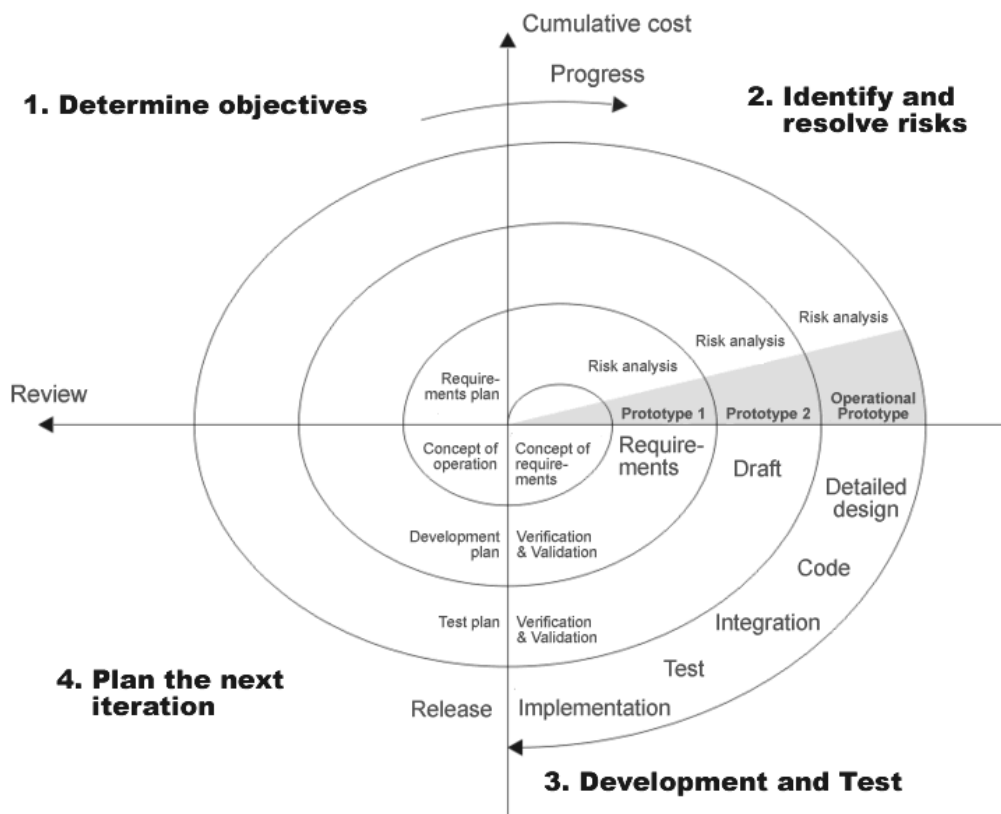 Cumulative cost
Progress
1. Determine objectives
2. Identify and
resolve risks
Risk analysis
Risk analysis
Risk analysis
Require-
ments plan
Review
Prototype 1
Prototype 2
Operational
Prototype
Concept of
operation
Concept of
require-
ments
Require-
ments
Draft
Detailed
design
Development
plan
Verification
& Validation
Code
Test plan
Verification
& Validation
Integration
Test
4. Plan the next
iteration
Release
Implementation
3. Development and Test